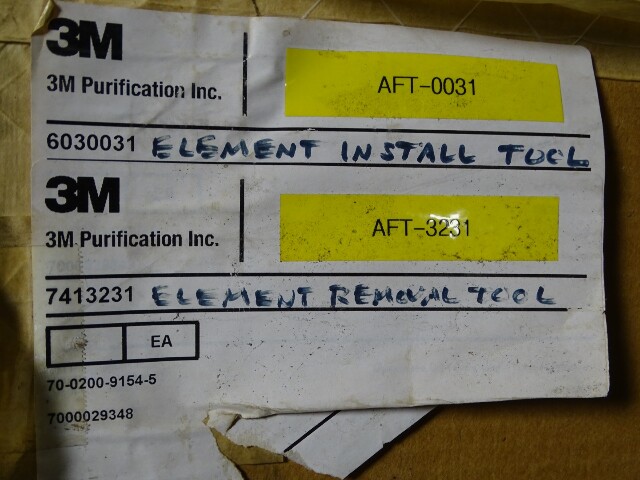 3M
3M Purification Inc.
AFT-0031
6030031 ELEMENT INSTALL TOOL
3M
3M Purification Inc.
AFT-3231
7413231 ELEMENT REMOVAL TOOL
EA
70-0200-9154-5
7000029348